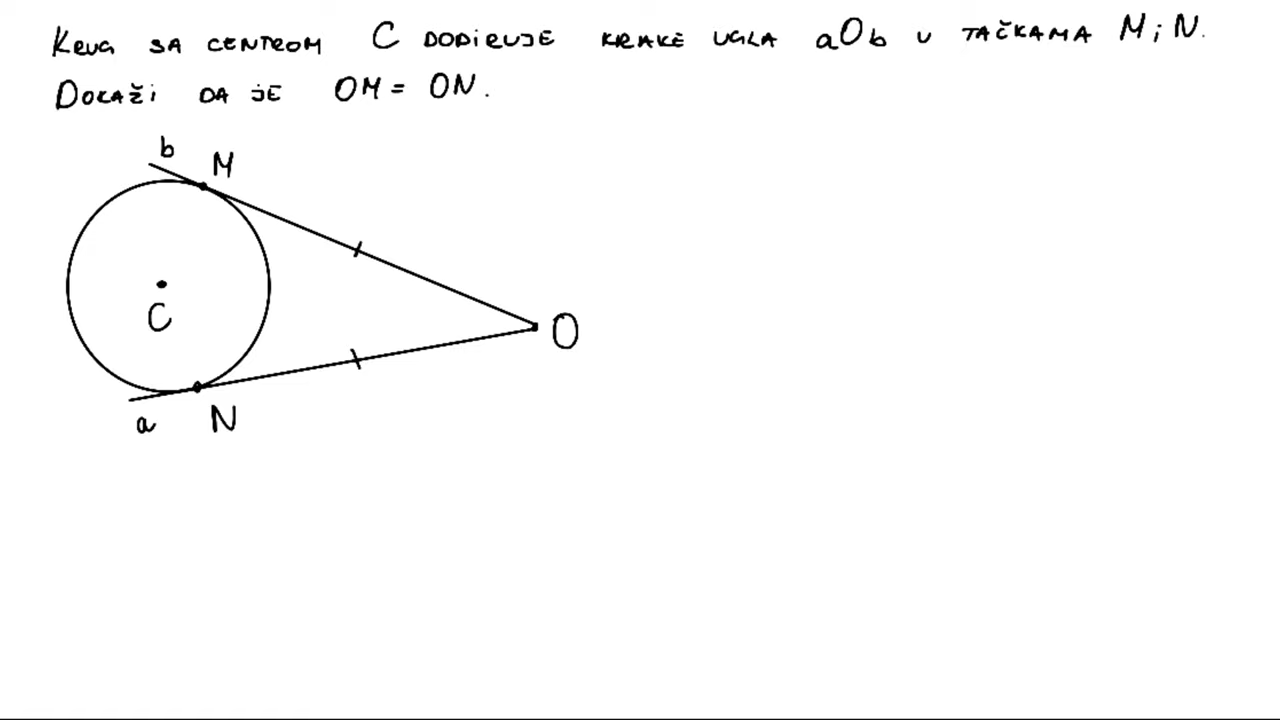 KRUG SA CENTROM C DODIRUJE KRAKE UGLA aOb U TAČKAMA M i N.
DOKAŽI DA JE OM = ON.
b
M
C
O
a
N